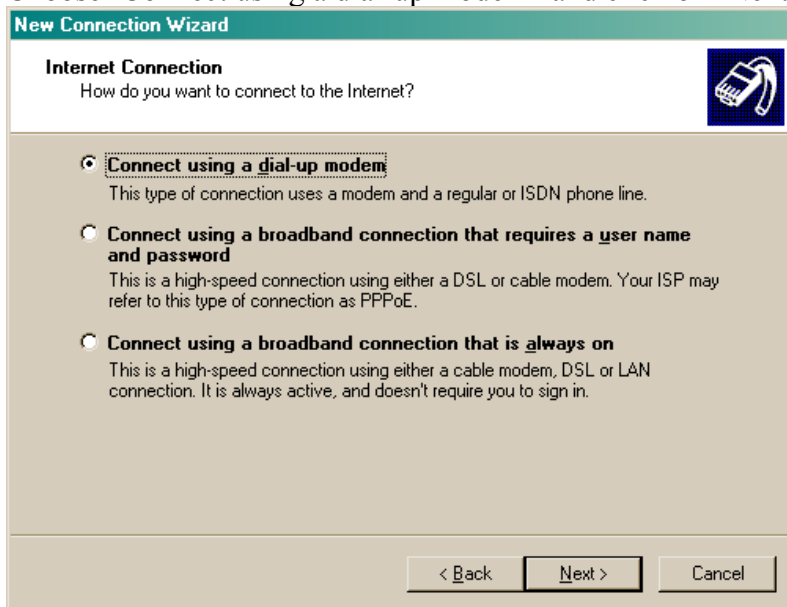 New Connection Wizard
Internet Connection
How do you want to connect to the Internet?
Connect using a dial-up modem
This type of connection uses a modem and a regular or ISDN phone line.
Connect using a broadband connection that requires a user name
and password
This is a high-speed connection using either a DSL or cable modem. Your ISP may
refer to this type of connection as PPPoE.
Connect using a broadband connection that is always on
This is a high-speed connection using either a cable modem, DSL or LAN
connection. It is always active, and doesn't require you to sign in.
< Back Next > Cancel